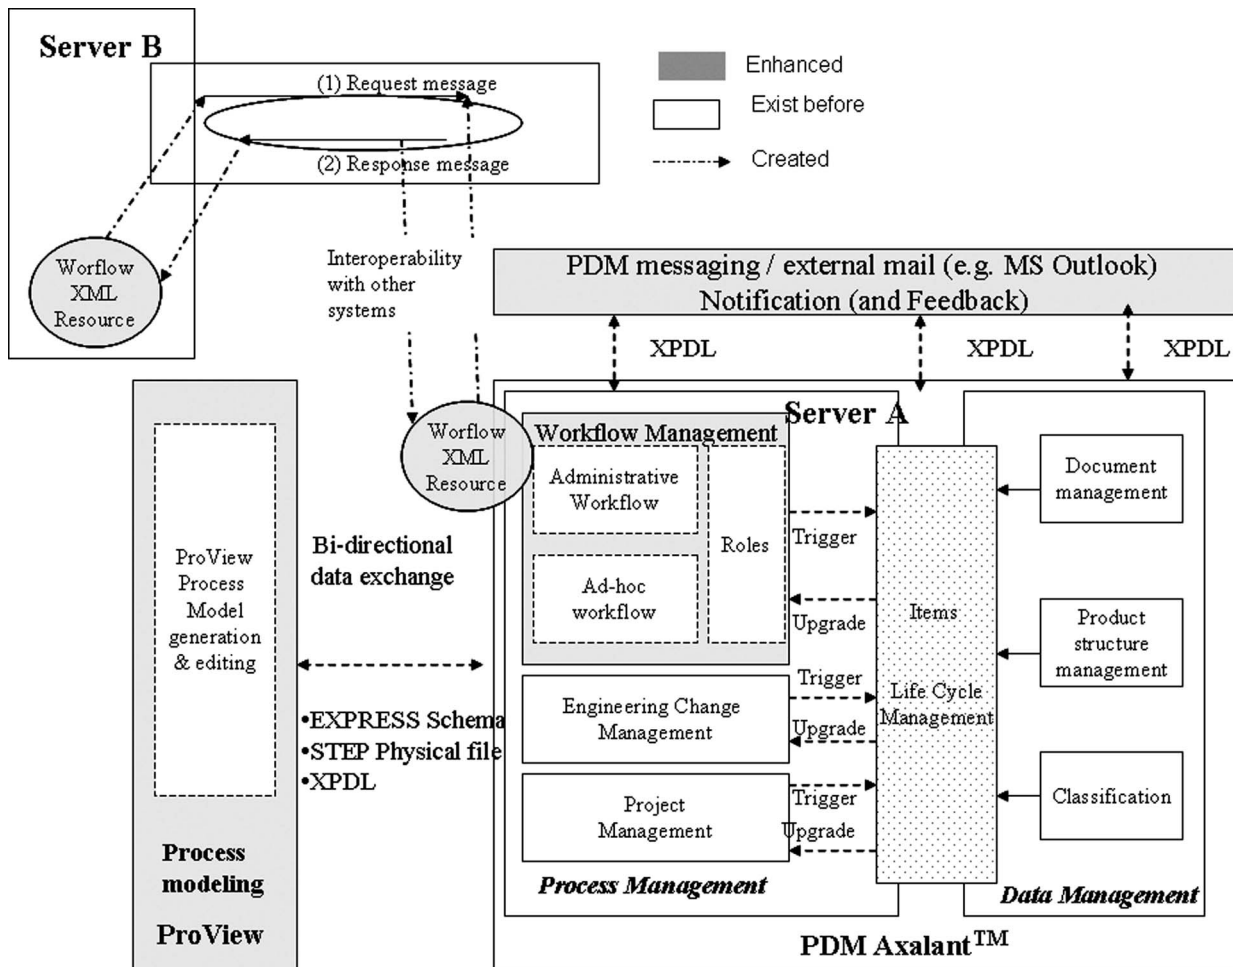 Server B
(1) Request message
(2) Response message
Enhanced
Exist before
Created
Worflow
XML
Resource
Interoperability
with other
systems
PDM messaging / external mail (e.g. MS Outlook)
Notification (and Feedback)
XPDL
XPDL
XPDL
Server A
Worflow
XML
Resource
Workflow Management
Administrative
Workflow
Ad-hoc
workflow
Roles
Trigger
Upgrade
Engineering Change
Management
Trigger
Upgrade
Project
Management
Trigger
Upgrade
Process Management
Items
Life Cycle
Management
Document
management
Product
structure
management
Classification
Data Management
PDM Axalant™
ProView
Process
Model
generation
& editing
Bi-directional
data exchange
•EXPRESS Schema
•STEP Physical file
•XPDL
Process
modeling
ProView